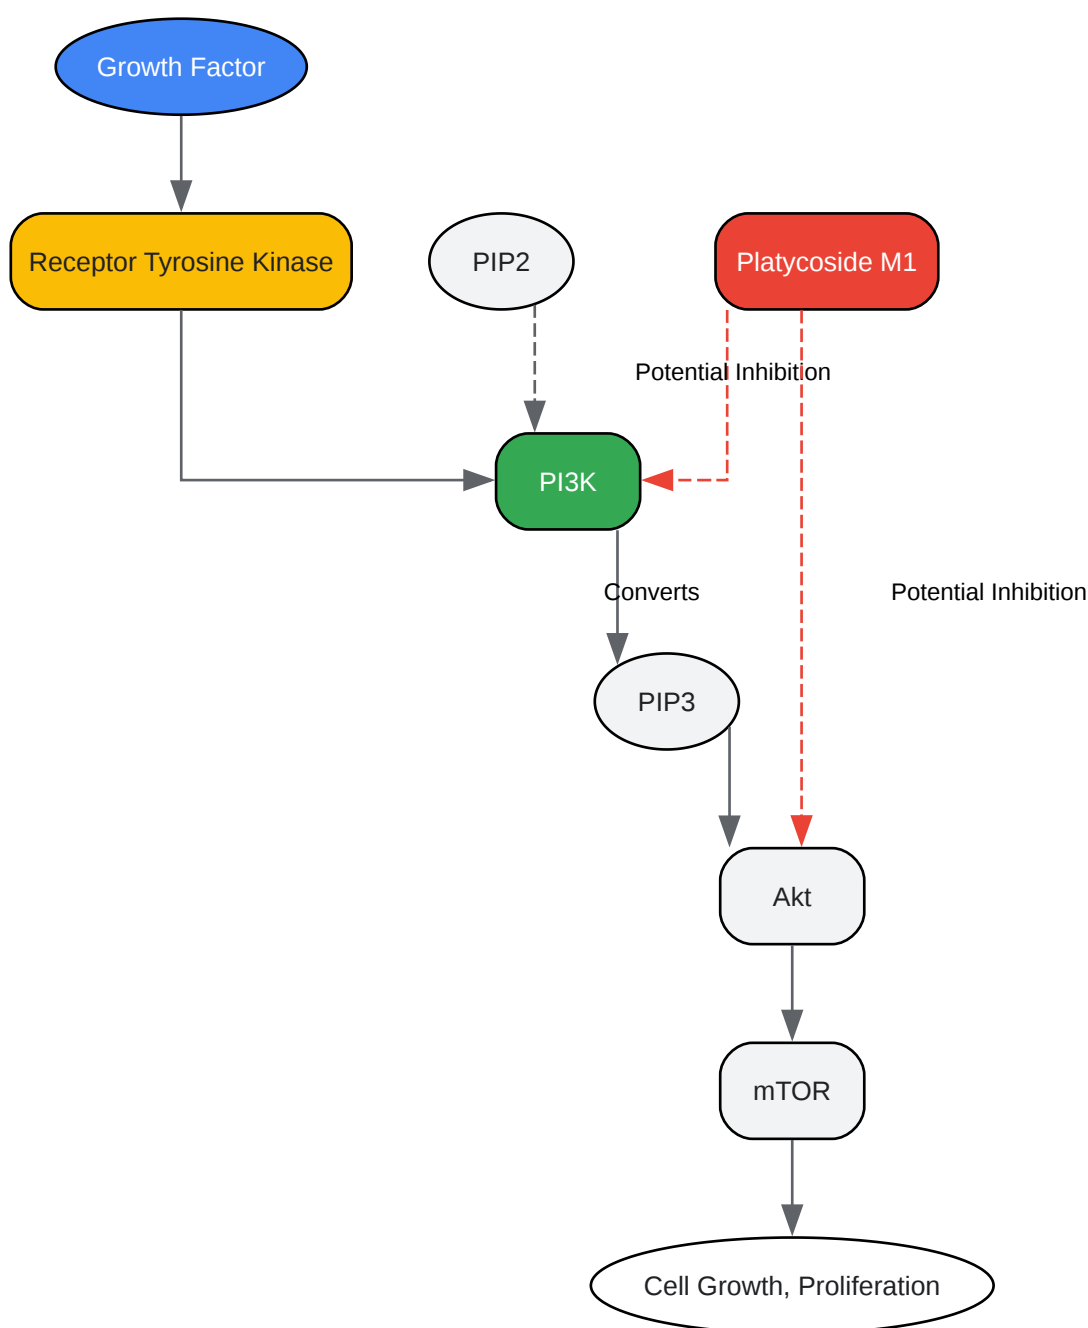 Growth Factor
Receptor Tyrosine Kinase
PIP2
Platycoside M1
Potential Inhibition
PI3K
Converts
Potential Inhibition
PIP3
Akt
mTOR
Cell Growth, Proliferation